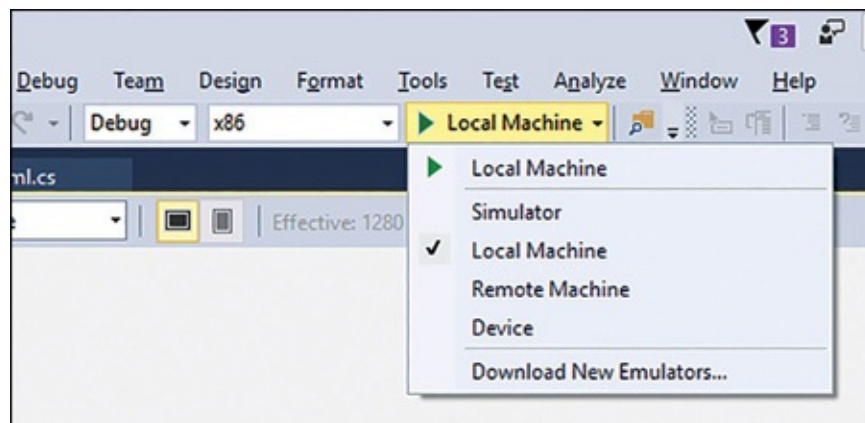 3
Debug Team Design Format Tools Test Analyze Window Help
Debug x86 Local Machine
ml.cs
Local Machine
Effective: 1280
Simulator
Local Machine
Remote Machine
Device
Download New Emulators...